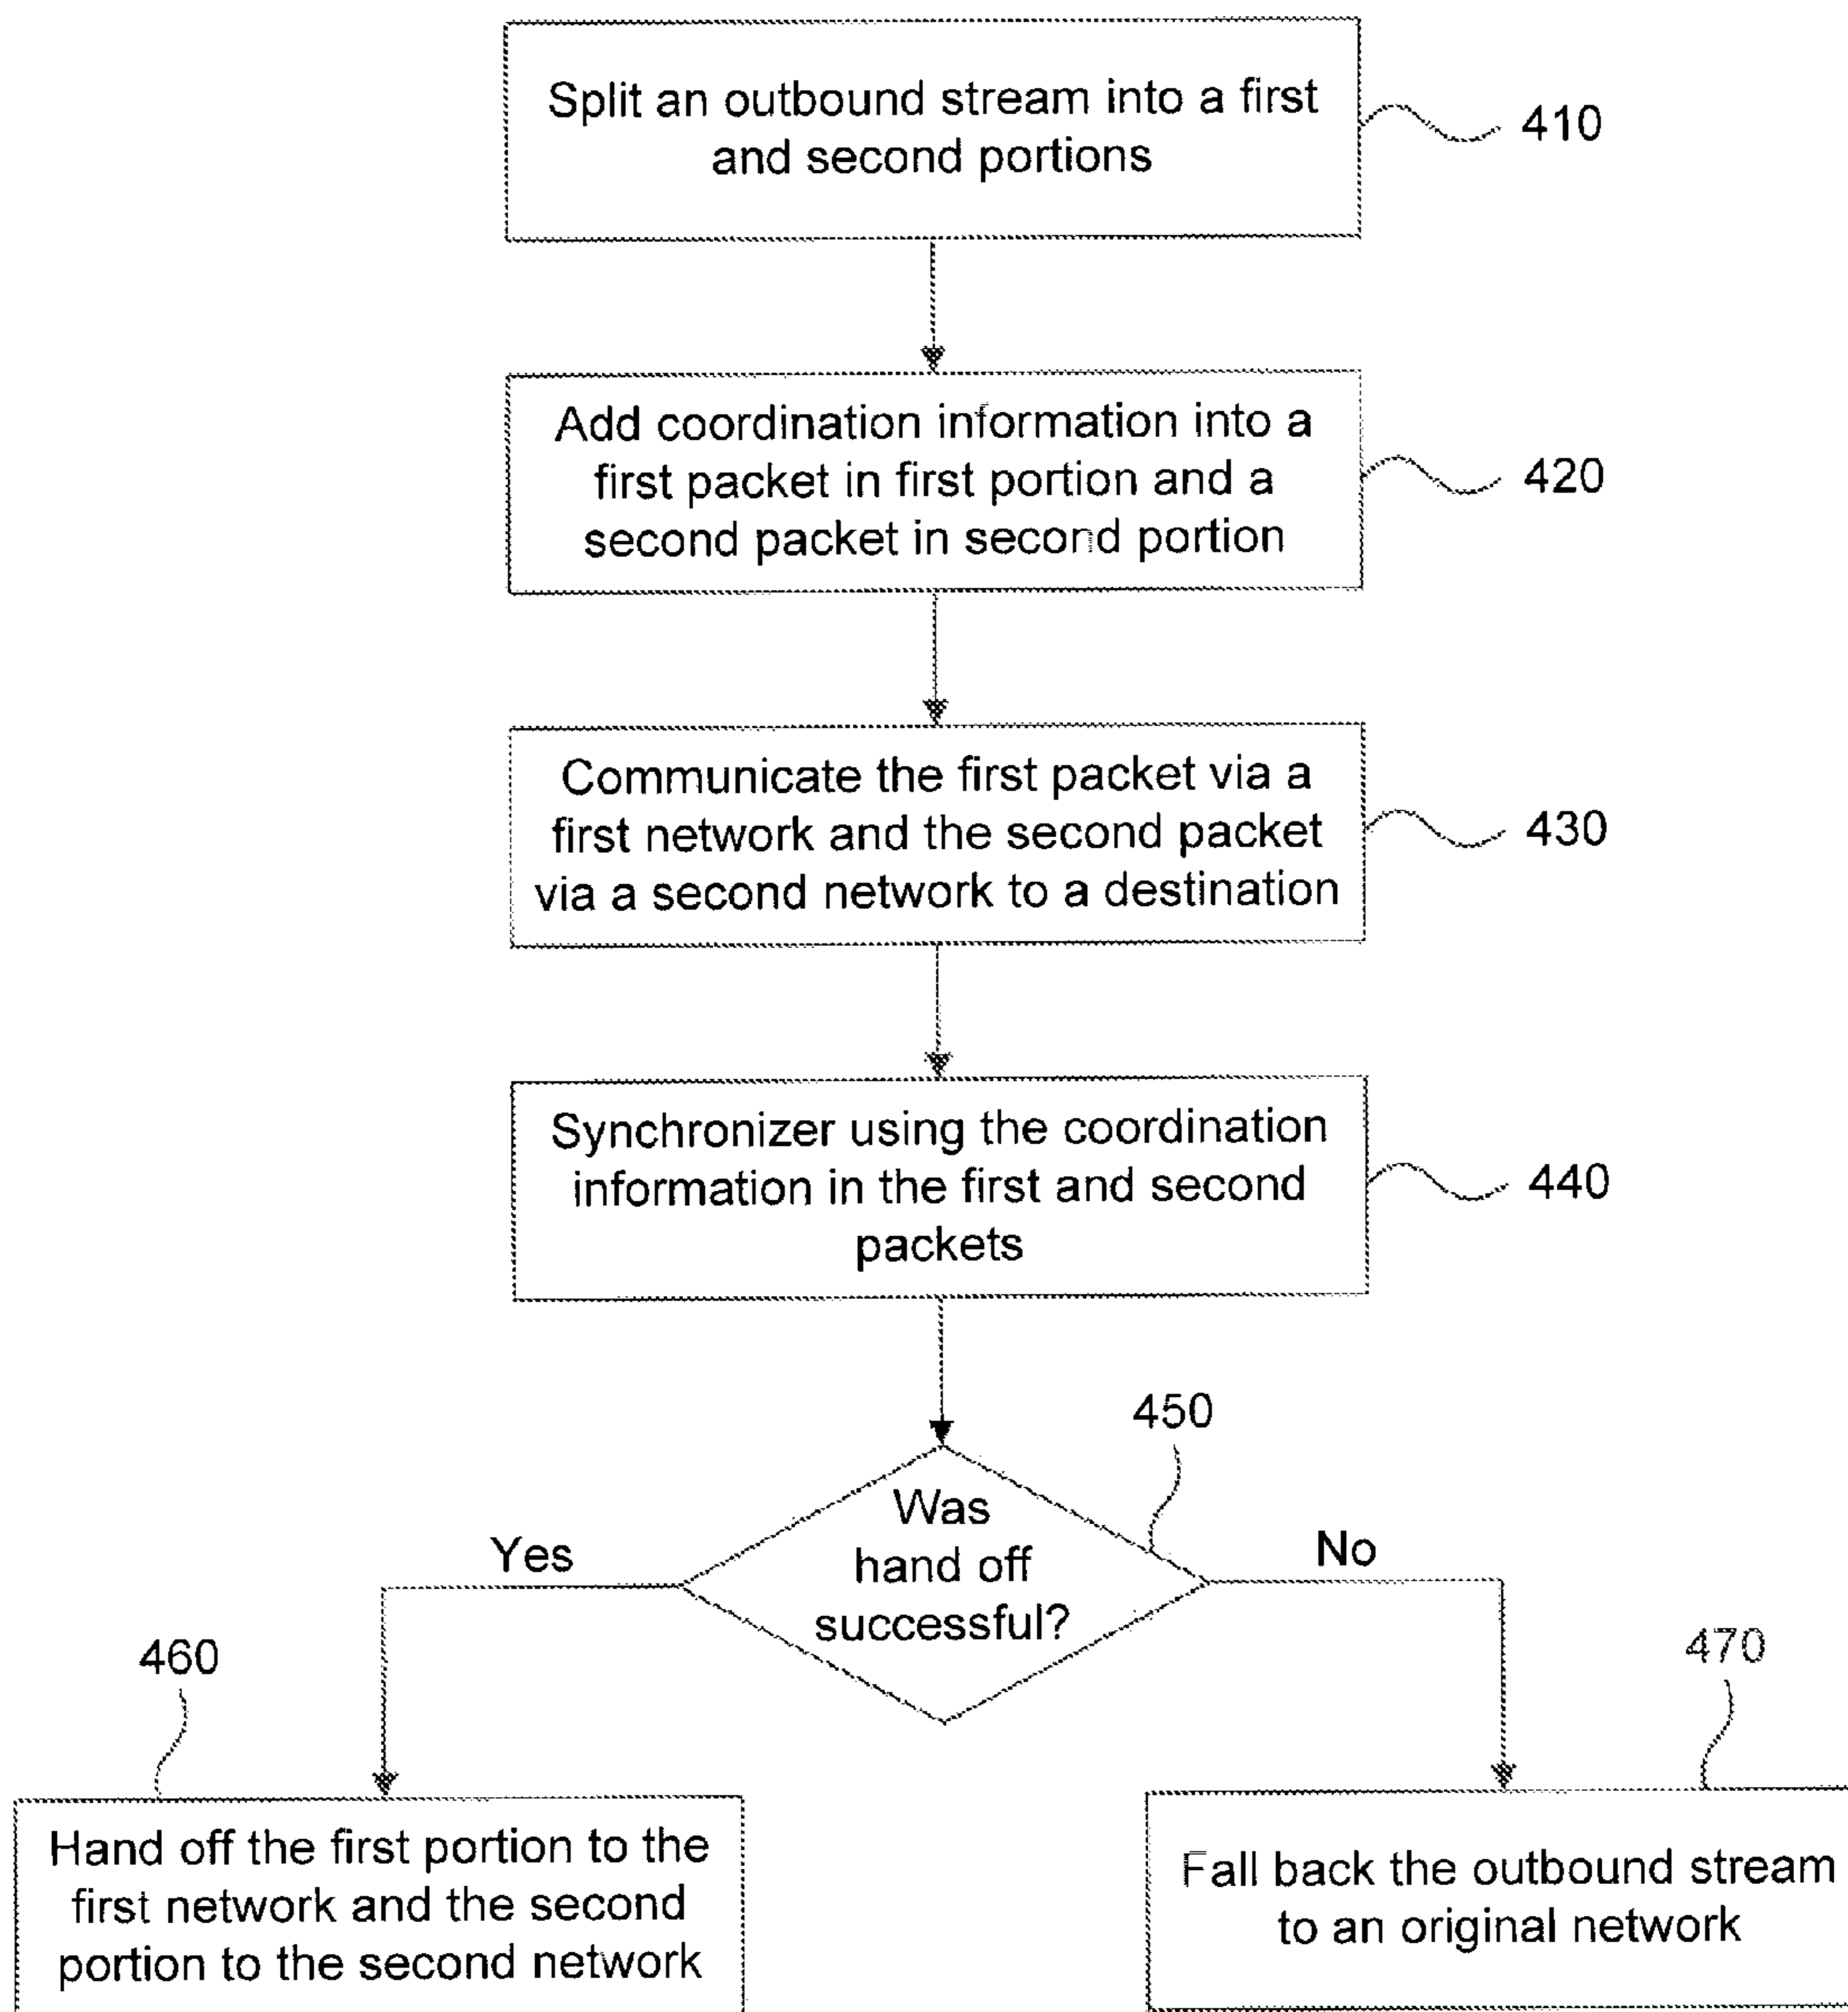 Split an outbound stream into a first
and second portions
410
Add coordination information into a
first packet in first portion and a
second packet in second portion
420
Communicate the first packet via a
first network and the second packet
via a second network to a destination
430
Synchronizer using the coordination
information in the first and second
packets
440
450
Was
hand off
successful?
Yes
No
460
Hand off the first portion to the
first network and the second
portion to the second network
470
Fall back the outbound stream
to an original network